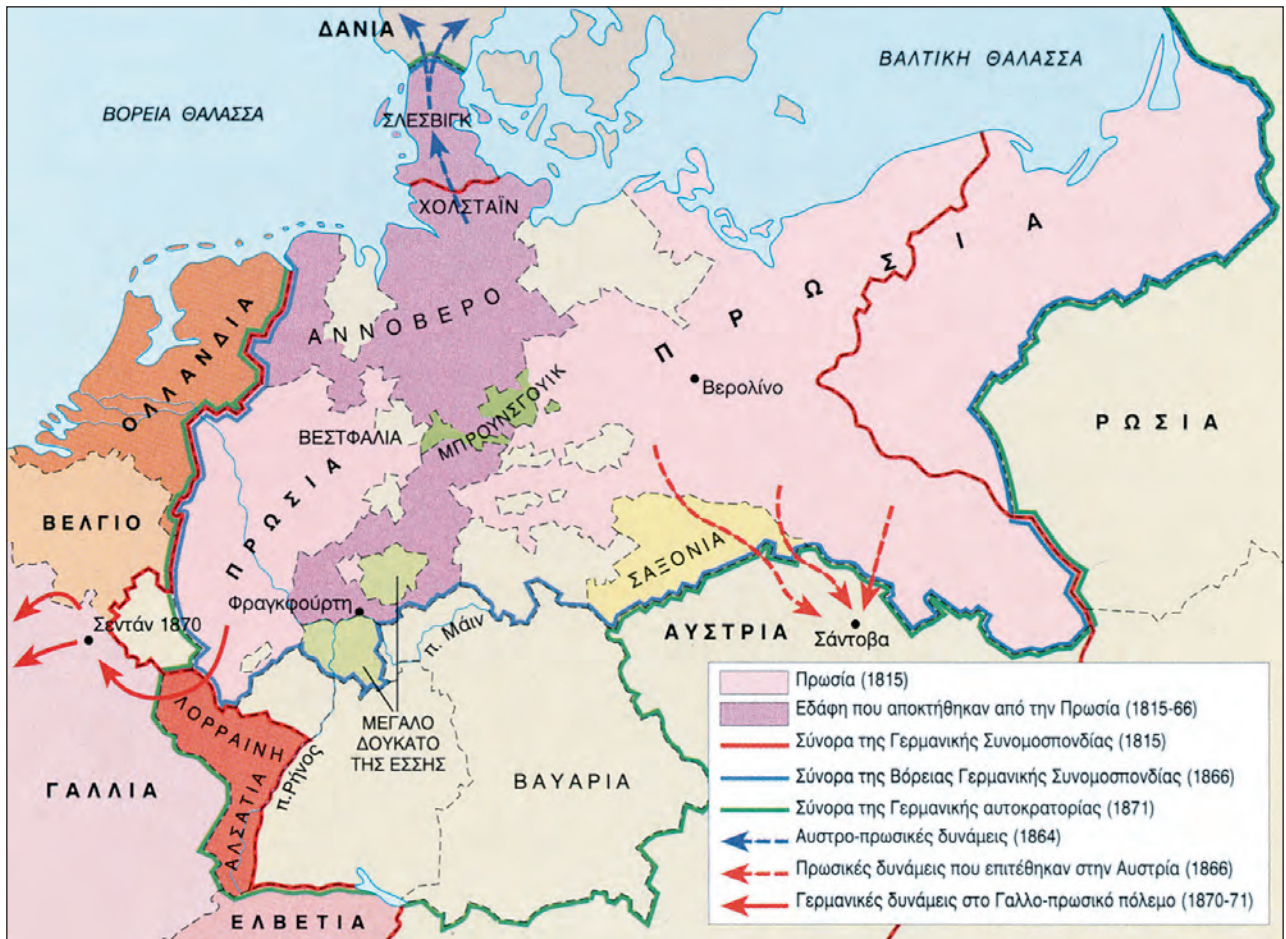 ΔΑΝΙΑ
ΒΑΛΤΙΚΗ ΘΑΛΑΣΣΑ
ΒΟΡΕΙΑ ΘΑΛΑΣΣΑ
ΣΛΕΣΒΙΓΚ
ΧΟΛΣΤΑΪΝ
ΠΡΩΣΙΑ
ΑΝΝΟΒΕΡΟ
ΟΛΛΑΝΔΙΑ
Βερολίνο
ΜΠΡΟΥΝΣΓΟΥΙΚ
ΡΩΣΙΑ
ΒΕΣΤΦΑΛΙΑ
ΠΡΩΣΙΑ
ΒΕΛΓΙΟ
ΣΑΞΟΝΙΑ
Φραγκφούρτη
Σεντάν 1870
π. Μάιν
ΑΥΣΤΡΙΑ
Σάντοβα
ΛΟΡΡΑΙΝΗ
ΜΕΓΑΛΟ
ΔΟΥΚΑΤΟ
ΤΗΣ ΕΣΣΗΣ
π.Ρήνος
ΓΑΛΛΙΑ
ΒΑΥΑΡΙΑ
ΑΛΣΑΤΙΑ
ΕΛΒΕΤΙΑ
Πρωσία (1815)
Εδάφη που αποκτήθηκαν από την Πρωσία (1815-66)
Σύνορα της Γερμανικής Συνομοσπονδίας (1815)
Σύνορα της Βόρειας Γερμανικής Συνομοσπονδίας (1866)
Σύνορα της Γερμανικής αυτοκρατορίας (1871)
Αυστρο-πρωσικές δυνάμεις (1864)
Πρωσικές δυνάμεις που επιτέθηκαν στην Αυστρία (1866)
Γερμανικές δυνάμεις στο Γαλλο-πρωσικό πόλεμο (1870-71)